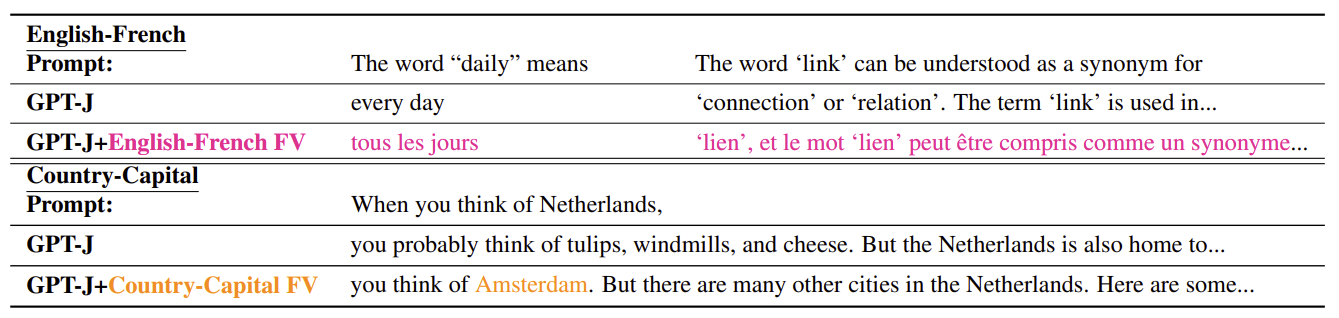 English-French
Prompt: The word “daily” means The word ‘link’ can be understood as a synonym for
GPT-J every day ‘connection’ or ‘relation’. The term ‘link’ is used in...
GPT-J+English-French FV tous les jours ‘lien’, et le mot ‘lien’ peut être compris comme un synonyme...
Country-Capital
Prompt: When you think of Netherlands,
GPT-J you probably think of tulips, windmills, and cheese. But the Netherlands is also home to...
GPT-J+Country-Capital FV you think of Amsterdam. But there are many other cities in the Netherlands. Here are some...